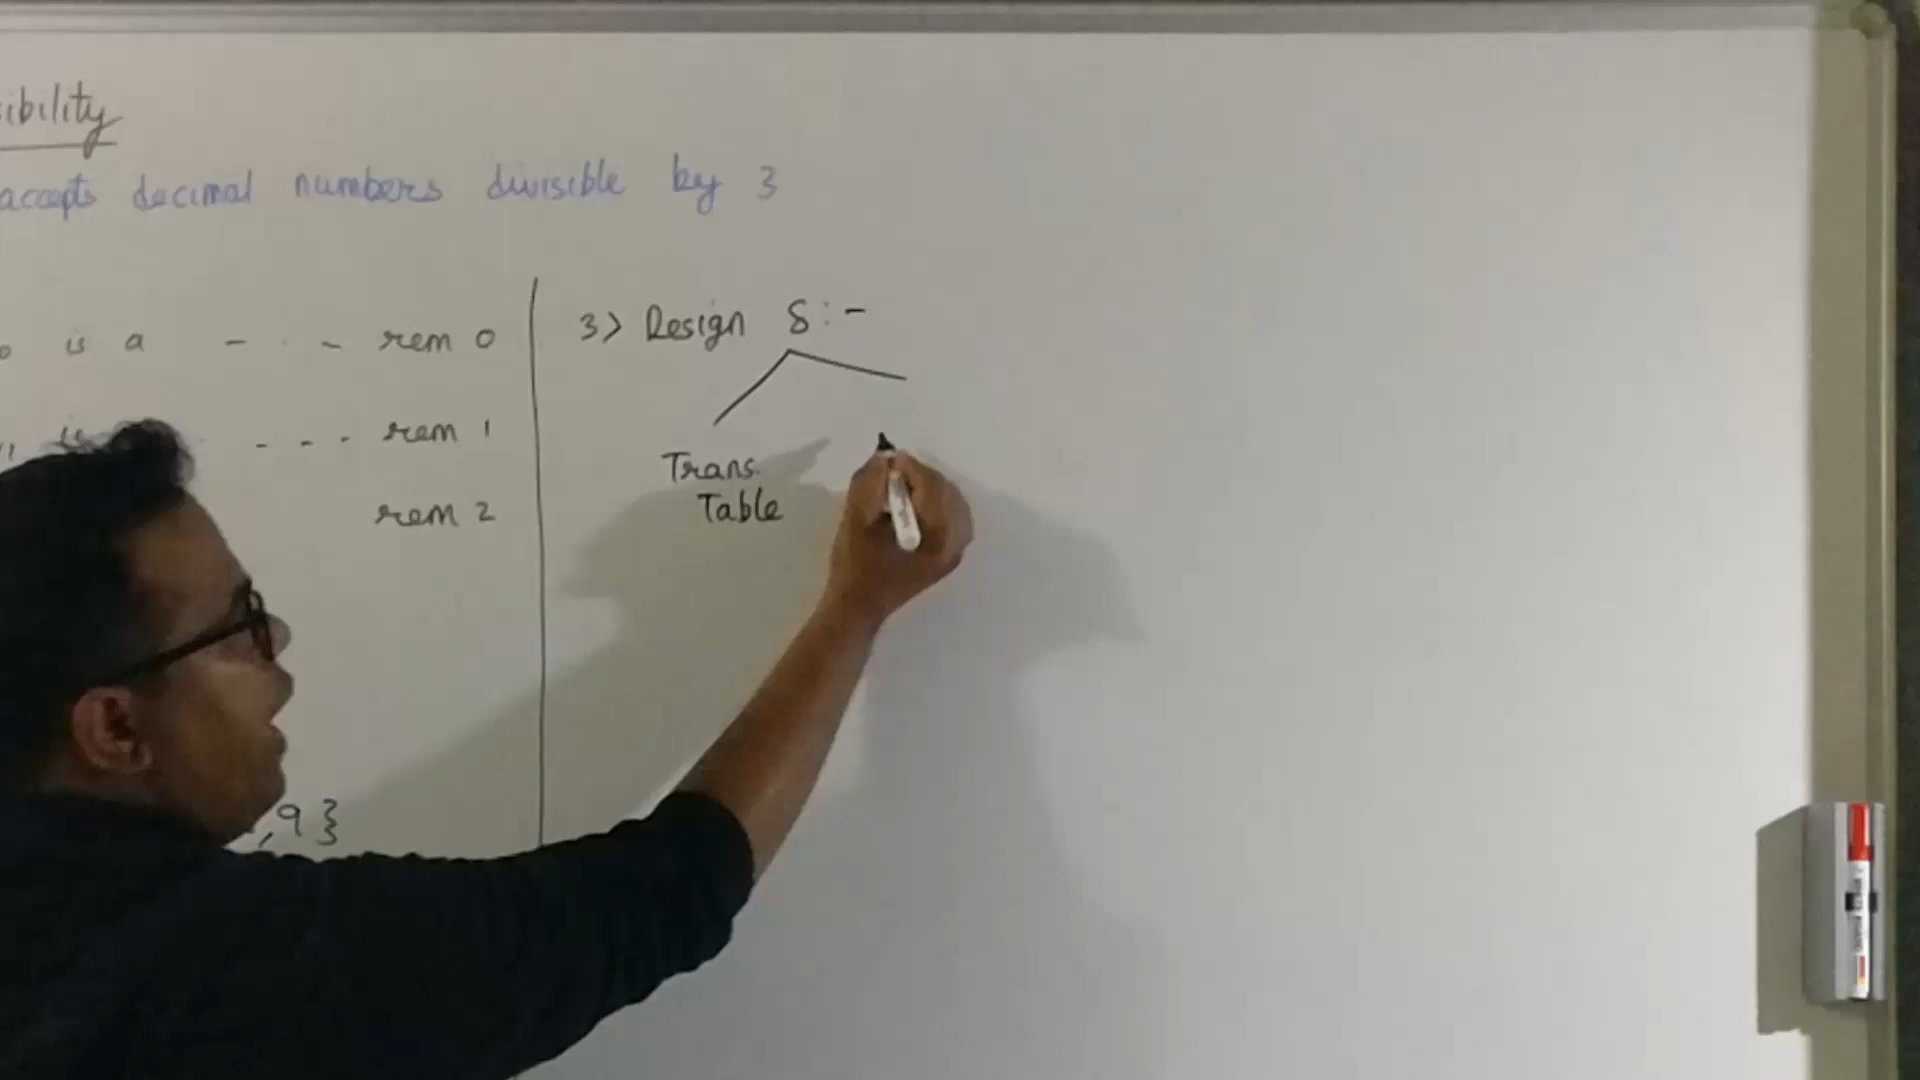 ibility
accepts decimal numbers divisible by 3
is a - . - rem 0
is . - - - rem 1
rem 2
, 9 }
3> Design δ : -
Trans.
Table